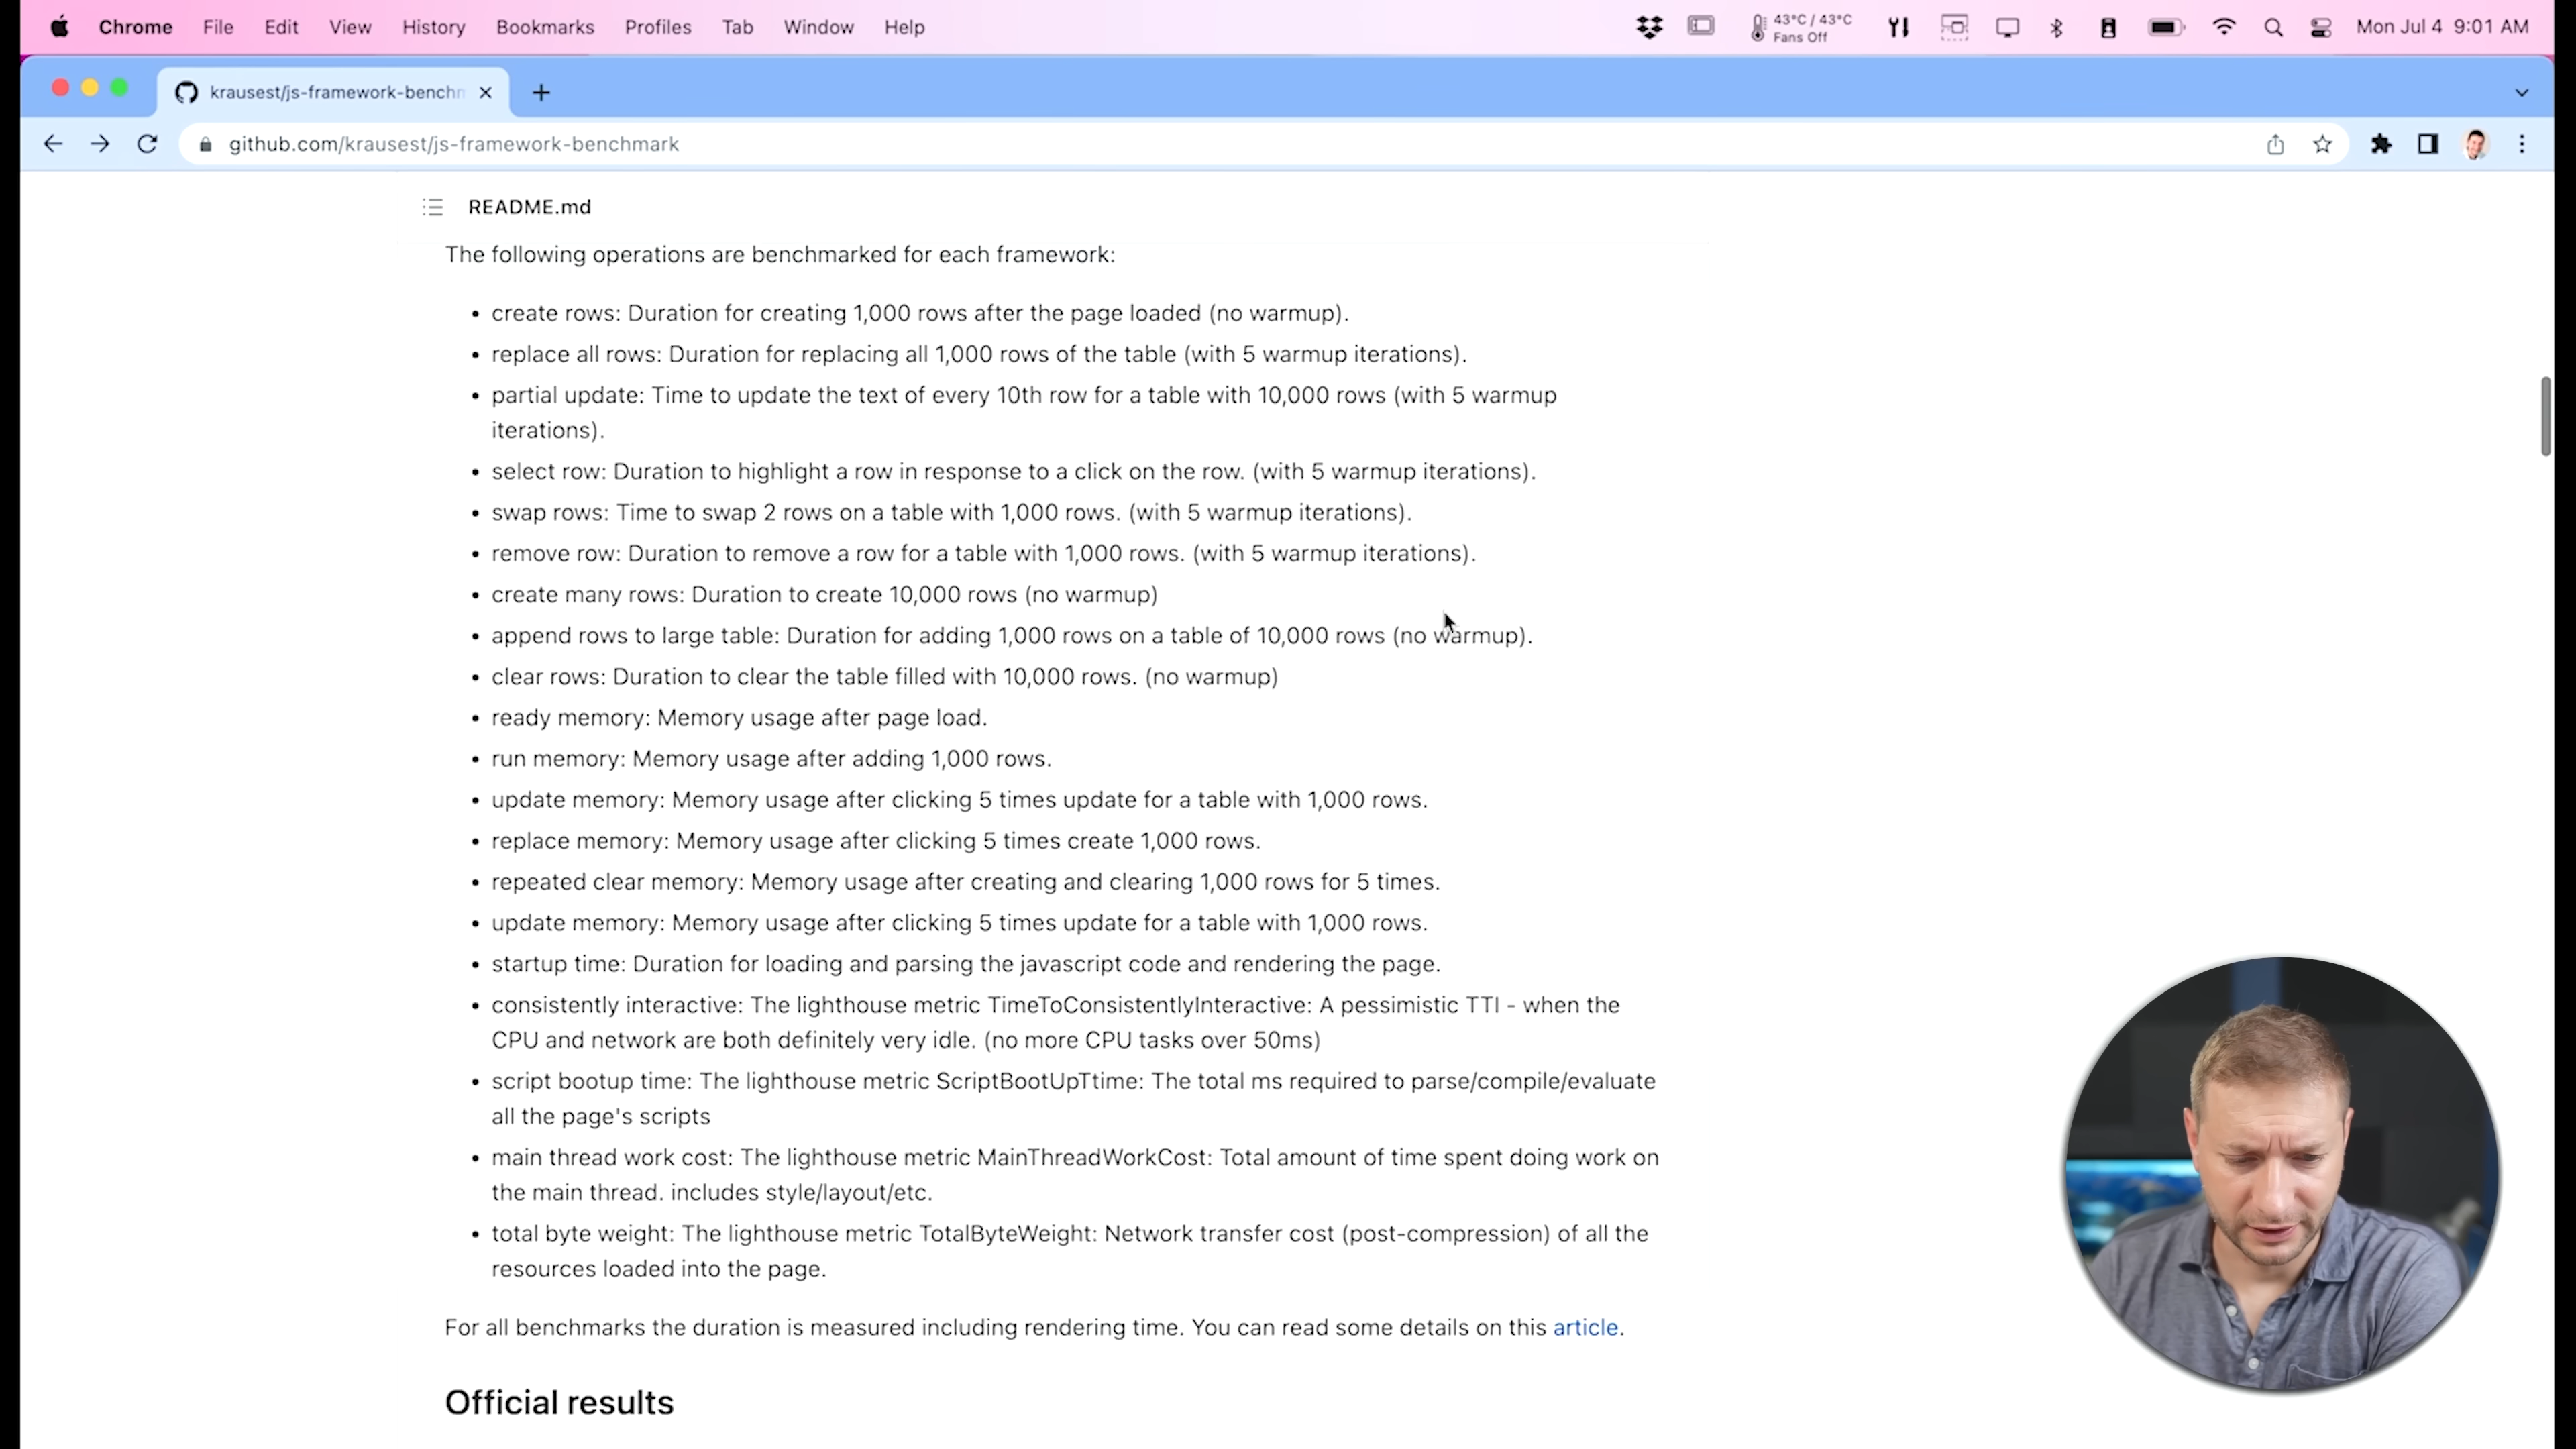 Chrome File Edit View History Bookmarks Profiles Tab Window Help 43°C / 43°C Mon Jul 4 9:01 AM
Fans Off
krausest/js-framework-benchm
github.com/krausest/js-framework-benchmark
README.md
The following operations are benchmarked for each framework:
• create rows: Duration for creating 1,000 rows after the page loaded (no warmup).
• replace all rows: Duration for replacing all 1,000 rows of the table (with 5 warmup iterations).
• partial update: Time to update the text of every 10th row for a table with 10,000 rows (with 5 warmup
iterations).
• select row: Duration to highlight a row in response to a click on the row. (with 5 warmup iterations).
• swap rows: Time to swap 2 rows on a table with 1,000 rows. (with 5 warmup iterations).
• remove row: Duration to remove a row for a table with 1,000 rows. (with 5 warmup iterations).
• create many rows: Duration to create 10,000 rows (no warmup)
• append rows to large table: Duration for adding 1,000 rows on a table of 10,000 rows (no warmup).
• clear rows: Duration to clear the table filled with 10,000 rows. (no warmup)
• ready memory: Memory usage after page load.
• run memory: Memory usage after adding 1,000 rows.
• update memory: Memory usage after clicking 5 times update for a table with 1,000 rows.
• replace memory: Memory usage after clicking 5 times create 1,000 rows.
• repeated clear memory: Memory usage after creating and clearing 1,000 rows for 5 times.
• update memory: Memory usage after clicking 5 times update for a table with 1,000 rows.
• startup time: Duration for loading and parsing the javascript code and rendering the page.
• consistently interactive: The lighthouse metric TimeToConsistentlyInteractive: A pessimistic TTI - when the
CPU and network are both definitely very idle. (no more CPU tasks over 50ms)
• script bootup time: The lighthouse metric ScriptBootUpTtime: The total ms required to parse/compile/evaluate
all the page's scripts
• main thread work cost: The lighthouse metric MainThreadWorkCost: Total amount of time spent doing work on
the main thread. includes style/layout/etc.
• total byte weight: The lighthouse metric TotalByteWeight: Network transfer cost (post-compression) of all the
resources loaded into the page.
For all benchmarks the duration is measured including rendering time. You can read some details on this article.
Official results